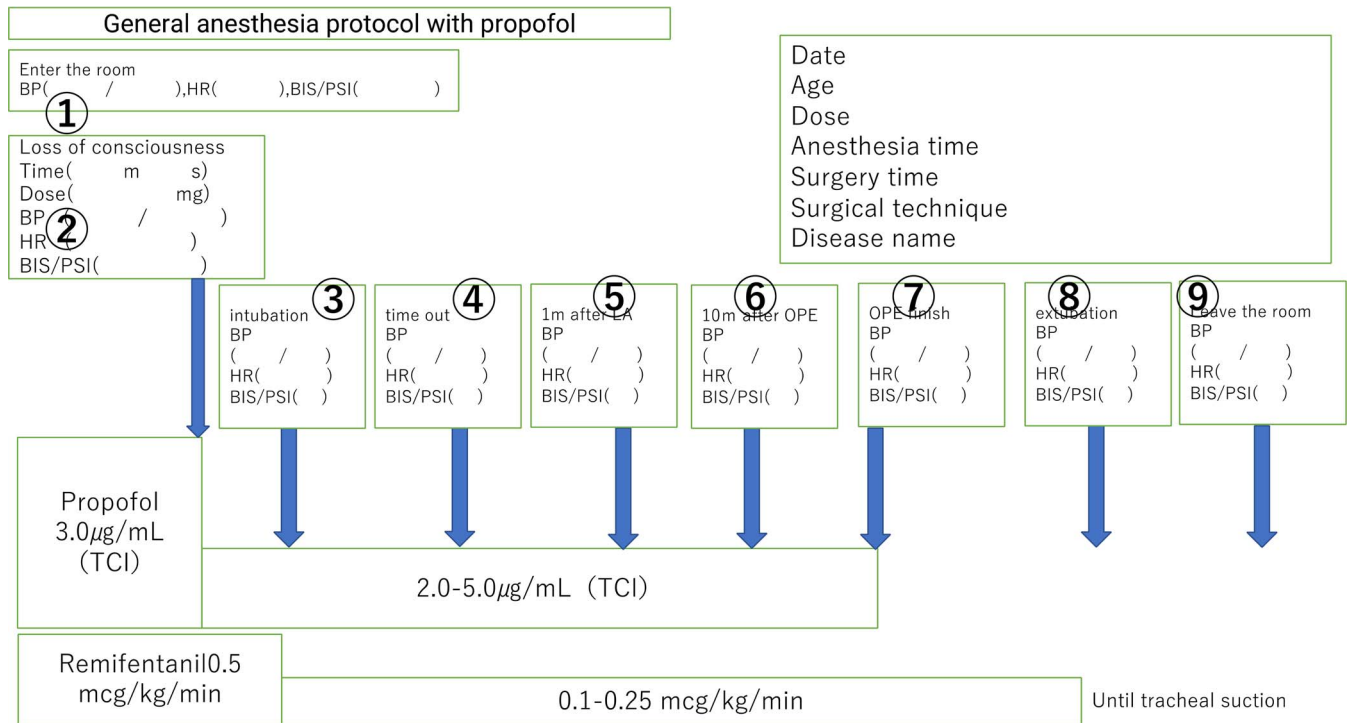 General anesthesia protocol with propofol
Enter the room
BP( / ),HR( ),BIS/PSI( )
①
Loss of consciousness
Time( m s)
Dose( mg)
BP ( / )
②
HR ( )
BIS/PSI( )
Date
Age
Dose
Anesthesia time
Surgery time
Surgical technique
Disease name
③
intubation
BP
( / )
HR( )
BIS/PSI( )
④
time out
BP
( / )
HR( )
BIS/PSI( )
⑤
1m after LA
BP
( / )
HR( )
BIS/PSI( )
⑥
10m after OPE
BP
( / )
HR( )
BIS/PSI( )
⑦
OPE finish
BP
( / )
HR( )
BIS/PSI( )
⑧
extubation
BP
( / )
HR( )
BIS/PSI( )
⑨
Leave the room
BP
( / )
HR( )
BIS/PSI( )
Propofol
3.0μg/mL
(TCI)
2.0-5.0μg/mL (TCI)
Remifentanil0.5
mcg/kg/min
0.1-0.25 mcg/kg/min
Until tracheal suction